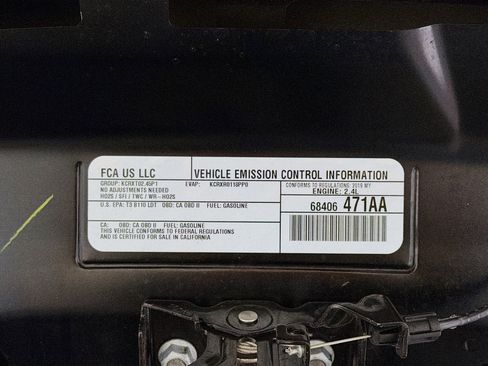 FCA US LLC VEHICLE EMISSION CONTROL INFORMATION
GROUP: KCRXT02.45P1 EVAP: KCRXR0118PP0 CONFORMS TO REGULATIONS: 2019 MY
NO ADJUSTMENTS NEEDED ENGINE: 2.4L
HO2S / SFI / TWC / WR-HO2S
U.S. EPA: T3 B110 LDT OBD: CA OBD II FUEL: GASOLINE 68406 471AA
CA: OBD: CA OBD II FUEL: GASOLINE
THIS VEHICLE CONFORMS TO FEDERAL REGULATIONS
AND IS CERTIFIED FOR SALE IN CALIFORNIA